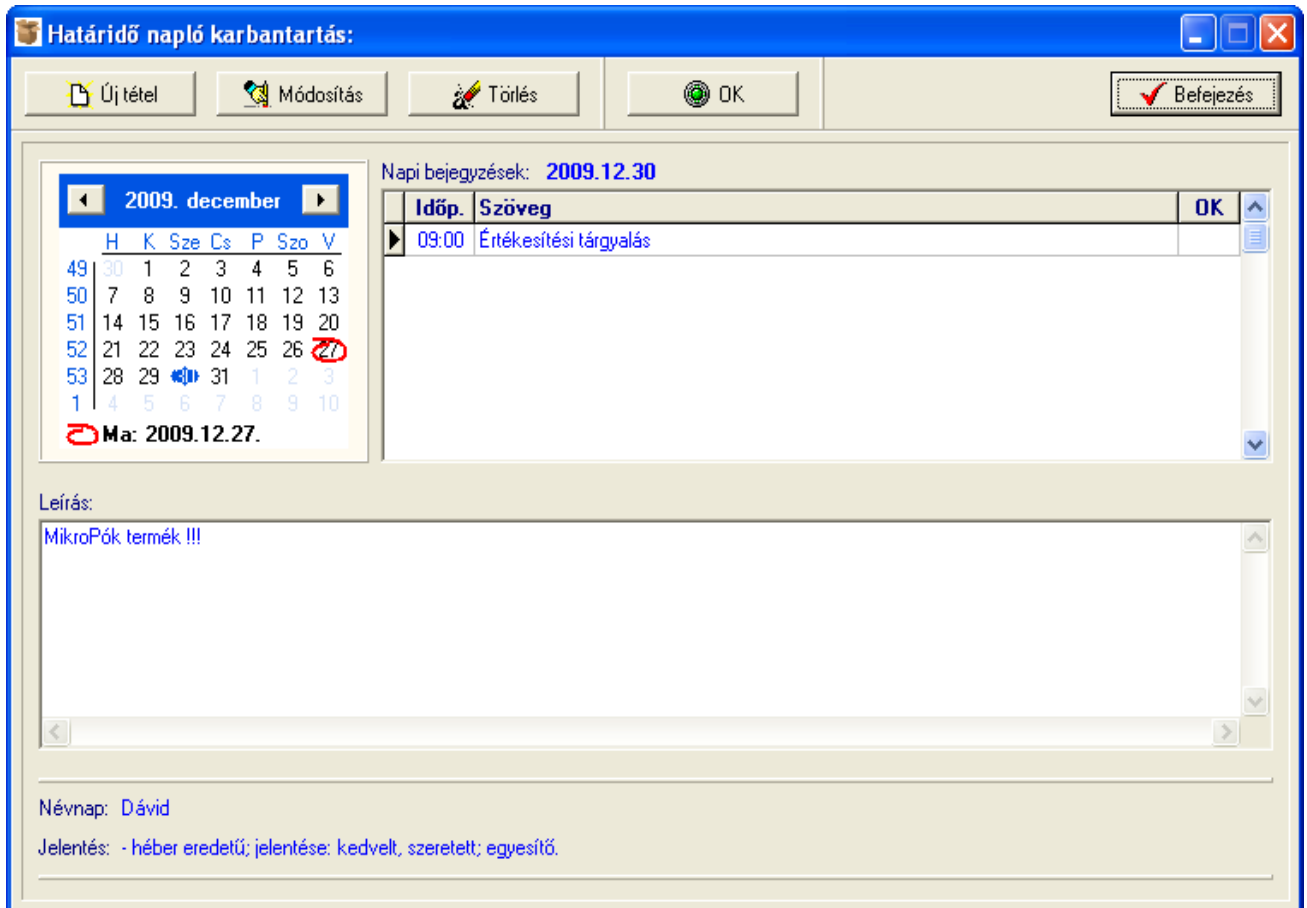 Határidő napló karbantartás:
Új tétel Módosítás Törlés OK Befejezés
Napi bejegyzések: 2009.12.30
2009. december
Időp. Szöveg OK
09:00 Értékesítési tárgyalás
H K Sze Cs P Szo V
49 30 1 2 3 4 5 6
50 7 8 9 10 11 12 13
51 14 15 16 17 18 19 20
52 21 22 23 24 25 26 27
53 28 29 31 1 2 3
1 4 5 6 7 8 9 10
Ma: 2009.12.27.
Leírás:
MikroPók termék !!!
Névnap: Dávid
Jelentés: - héber eredetű; jelentése: kedvelt, szeretett; egyesítő.